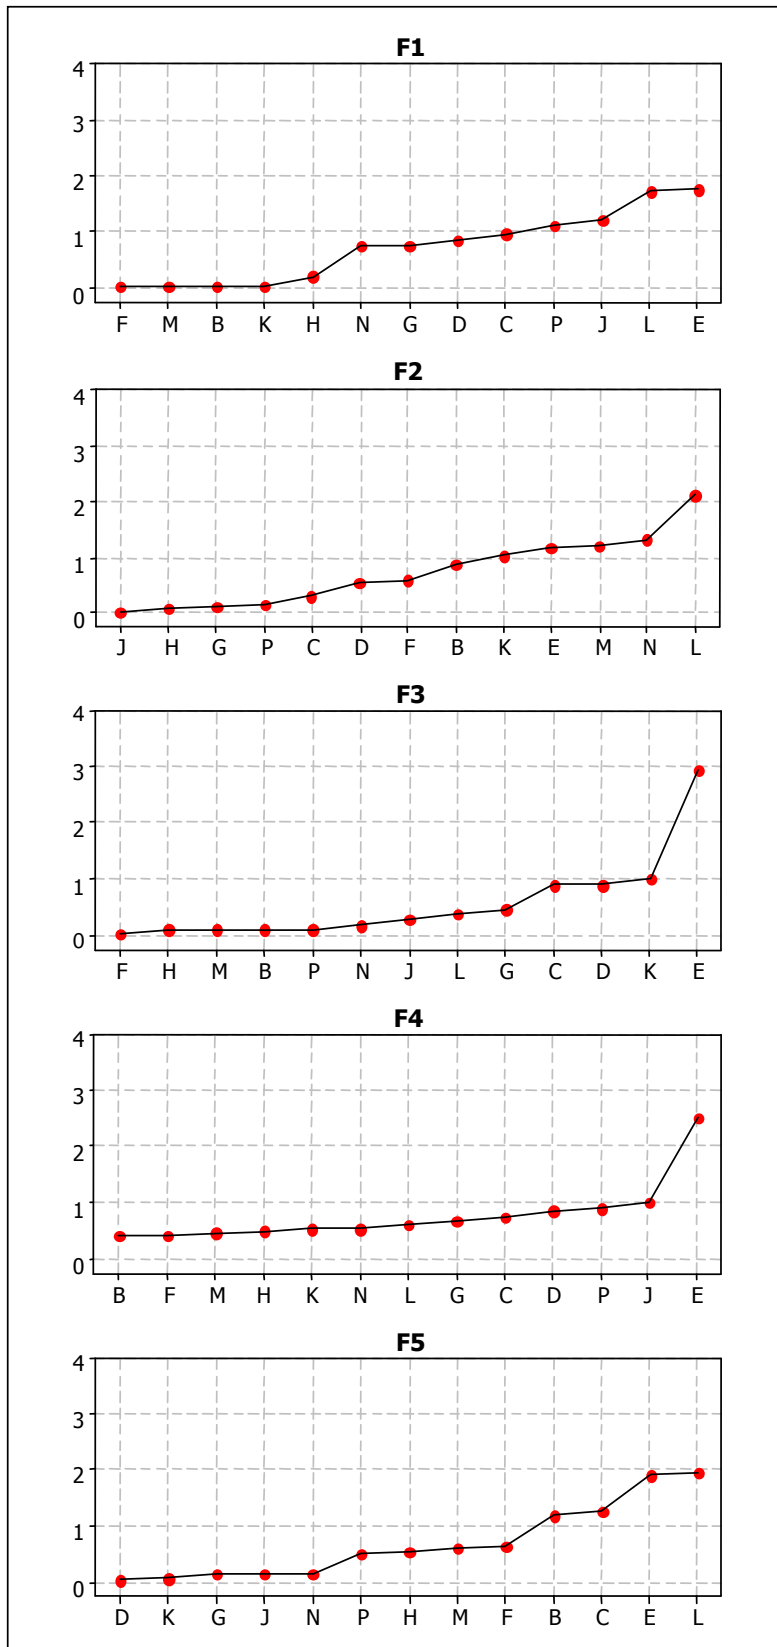 F1
4
3
2
1
0
F M B K H N G D C P J L E
F2
4
3
2
1
0
J H G P C D F B K E M N L
F3
4
3
2
1
0
F H M B P N J L G C D K E
F4
4
3
2
1
0
B F M H K N L G C D P J E
F5
4
3
2
1
0
D K G J N P H M F B C E L